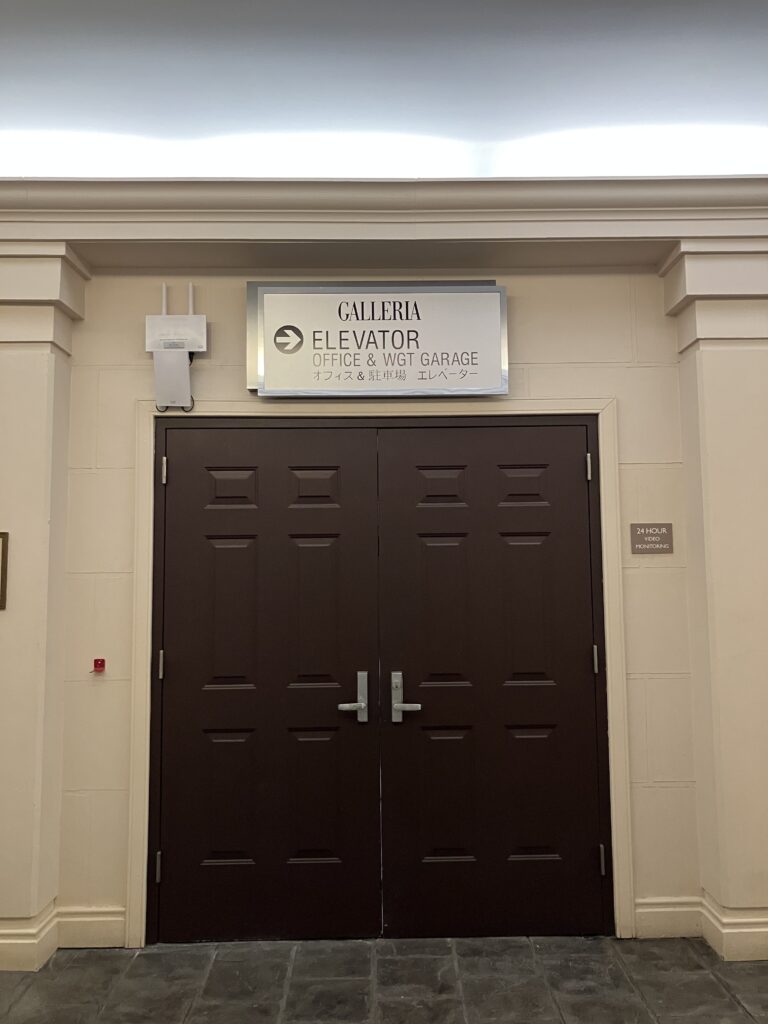 GALLERIA
ELEVATOR
OFFICE & WGT GARAGE
オフィス & 駐車場 エレベーター
24 HOUR
VIDEO
MONITORING